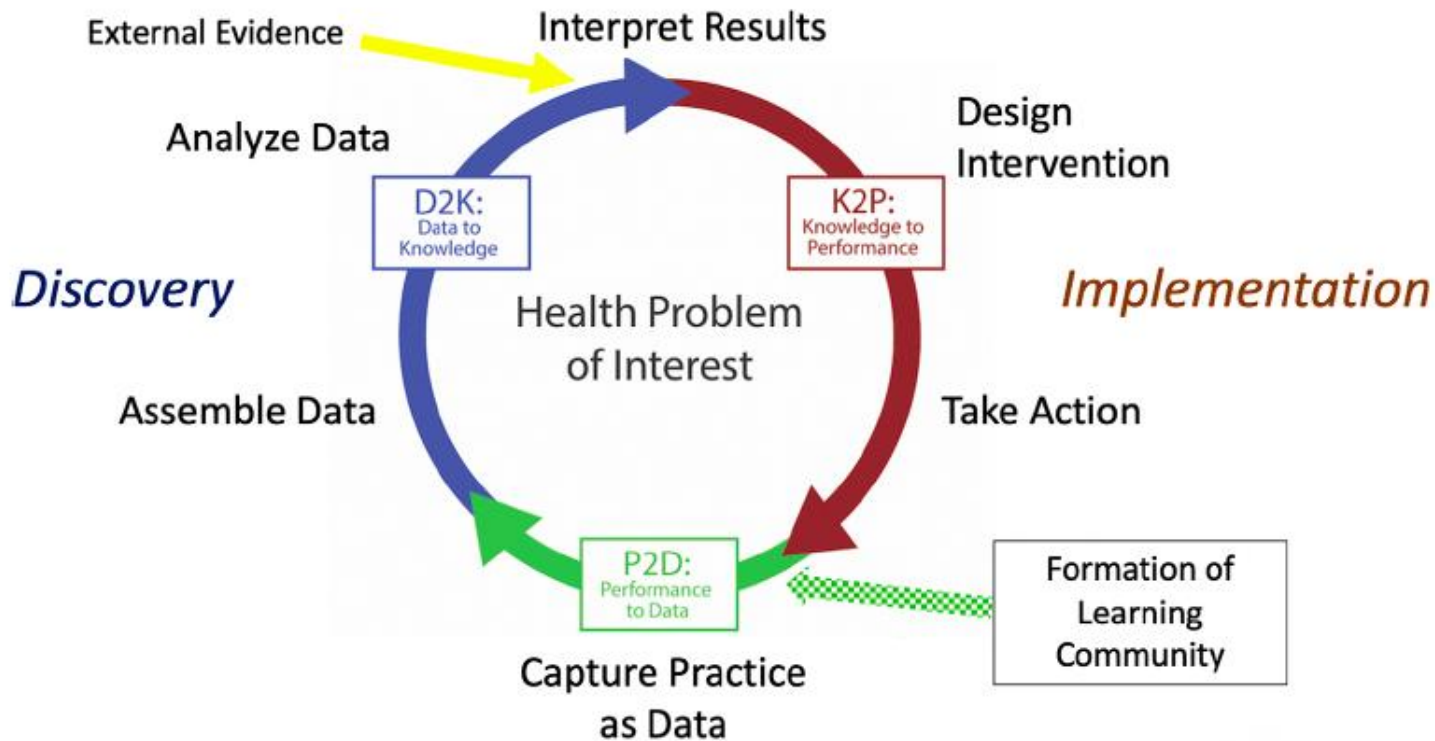 External Evidence
Interpret Results
Analyze Data
Design
Intervention
D2K:
Data to
Knowledge
K2P:
Knowledge to
Performance
Discovery
Health Problem
of Interest
Implementation
Assemble Data
Take Action
P2D:
Performance
to Data
Formation of
Learning
Community
Capture Practice
as Data